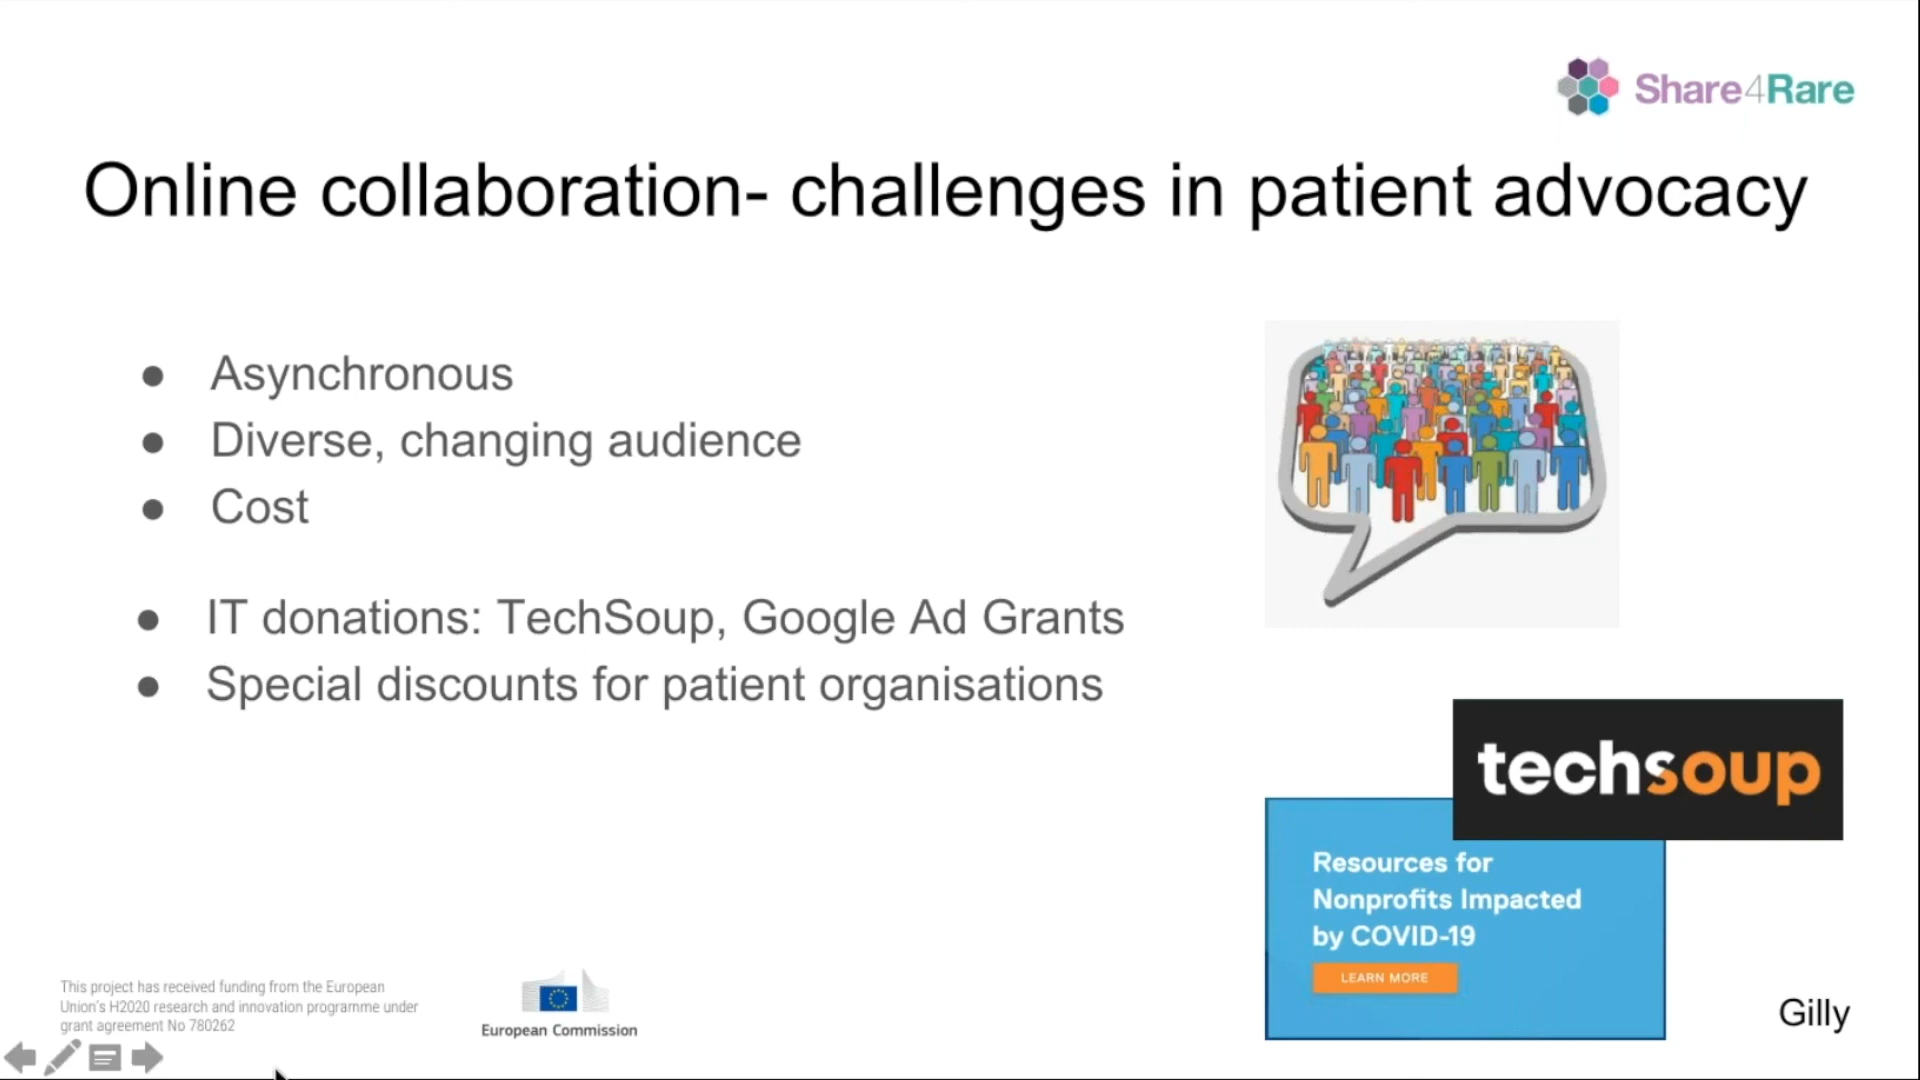 Share4Rare
Online collaboration- challenges in patient advocacy
● Asynchronous
● Diverse, changing audience
● Cost
● IT donations: TechSoup, Google Ad Grants
● Special discounts for patient organisations
techsoup
Resources for
Nonprofits Impacted
by COVID-19
LEARN MORE
This project has received funding from the European
Union's H2020 research and innovation programme under
grant agreement No 780262
European Commission
Gilly